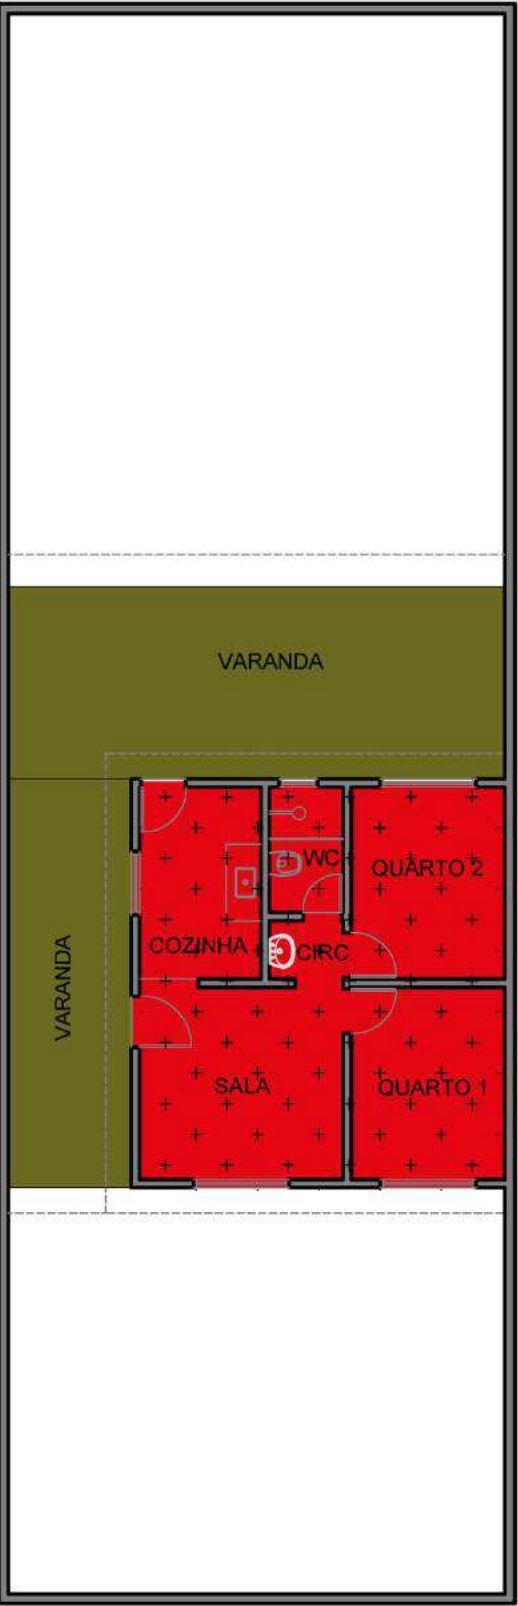 VARANDA
WC
QUARTO 2
COZINHA
CIRC
VARANDA
SALA
QUARTO 1